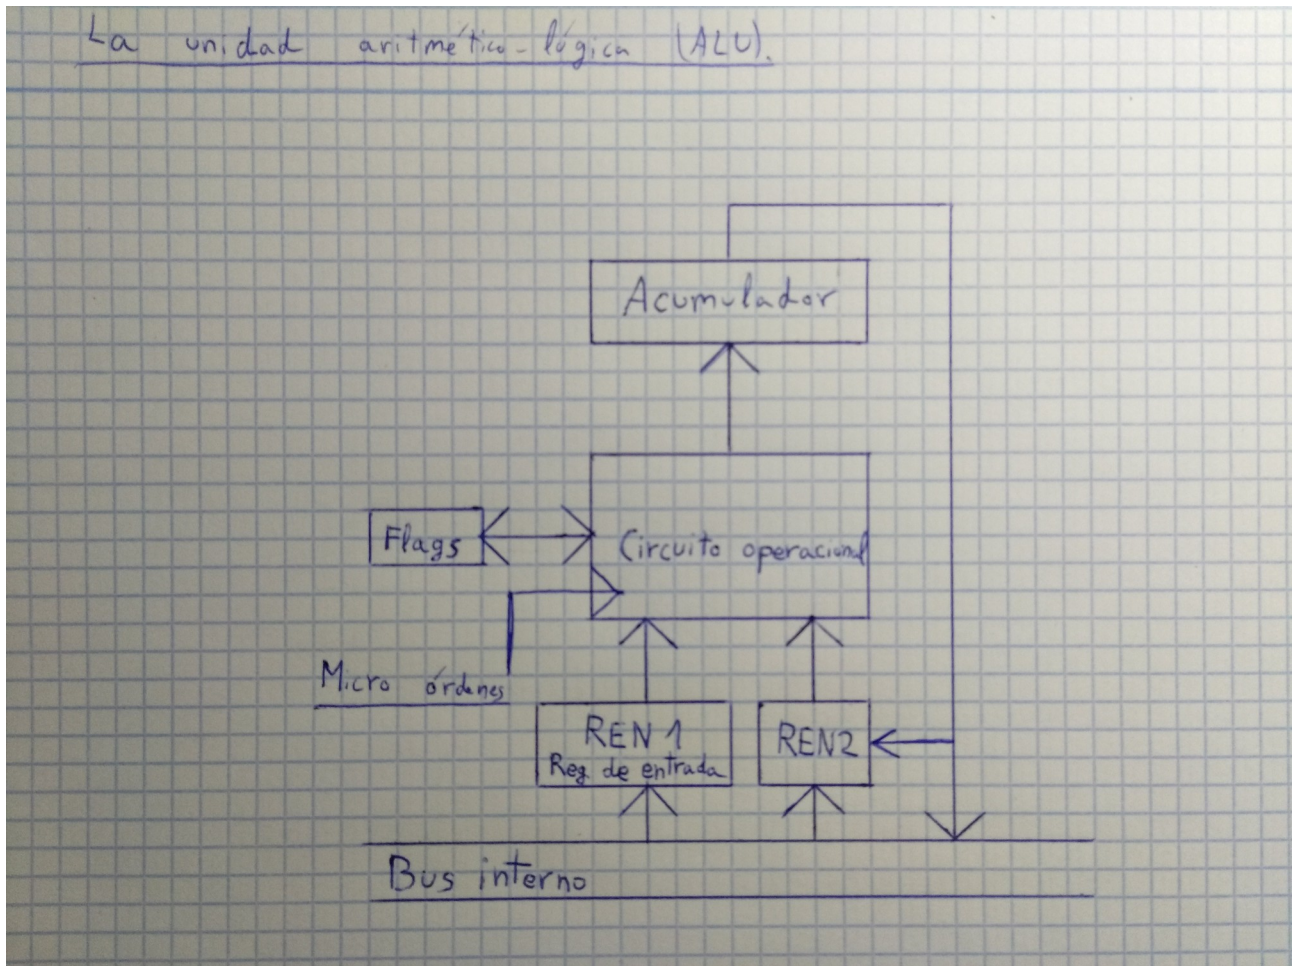 La unidad aritmético-lógica (ALU).
Acumulador
Flags
Circuito operacional
Micro órdenes
REN 1
Reg de entrada
REN2
Bus interno